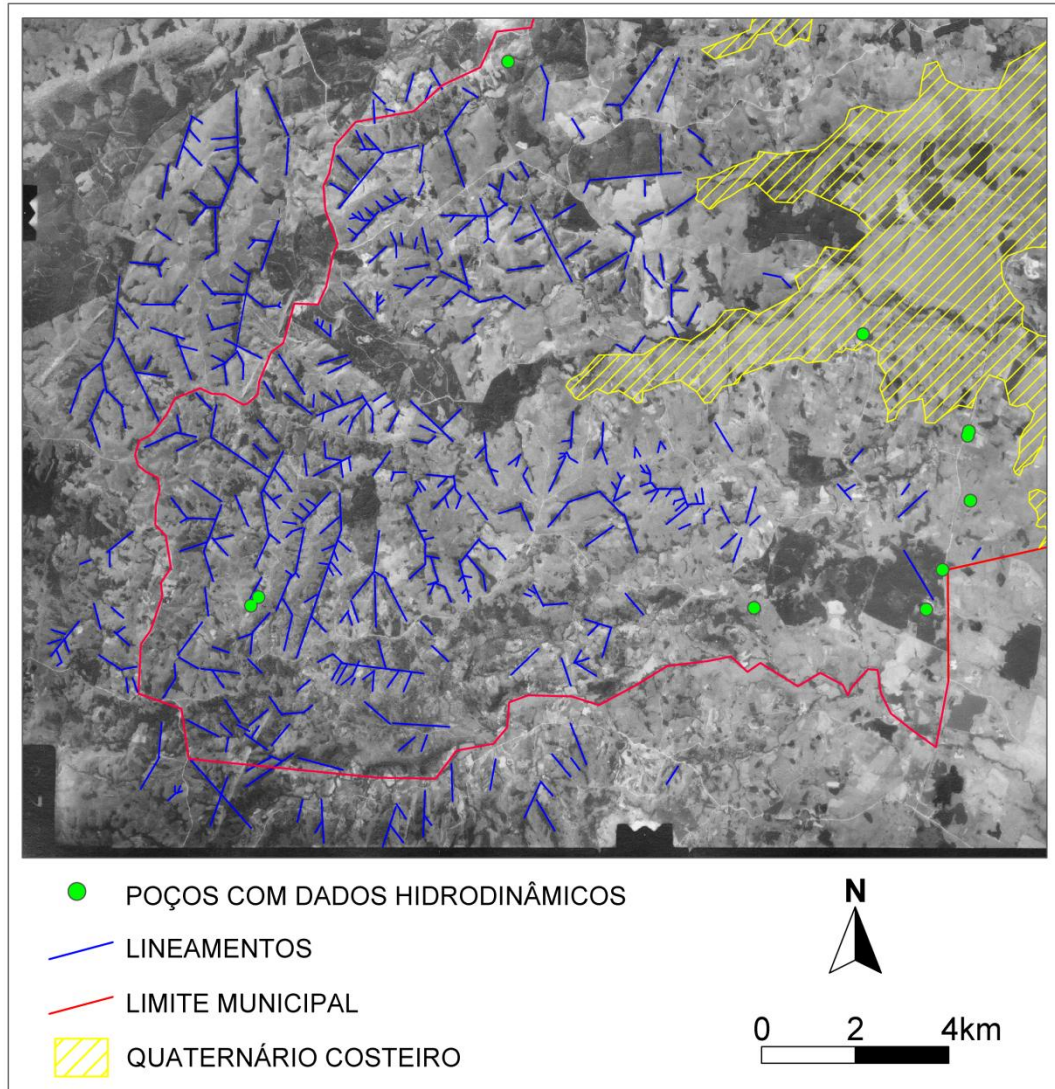 POÇOS COM DADOS HIDRODINÂMICOS
LINEAMENTOS
LIMITE MUNICIPAL
QUATERNÁRIO COSTEIRO
N
0 2 4km